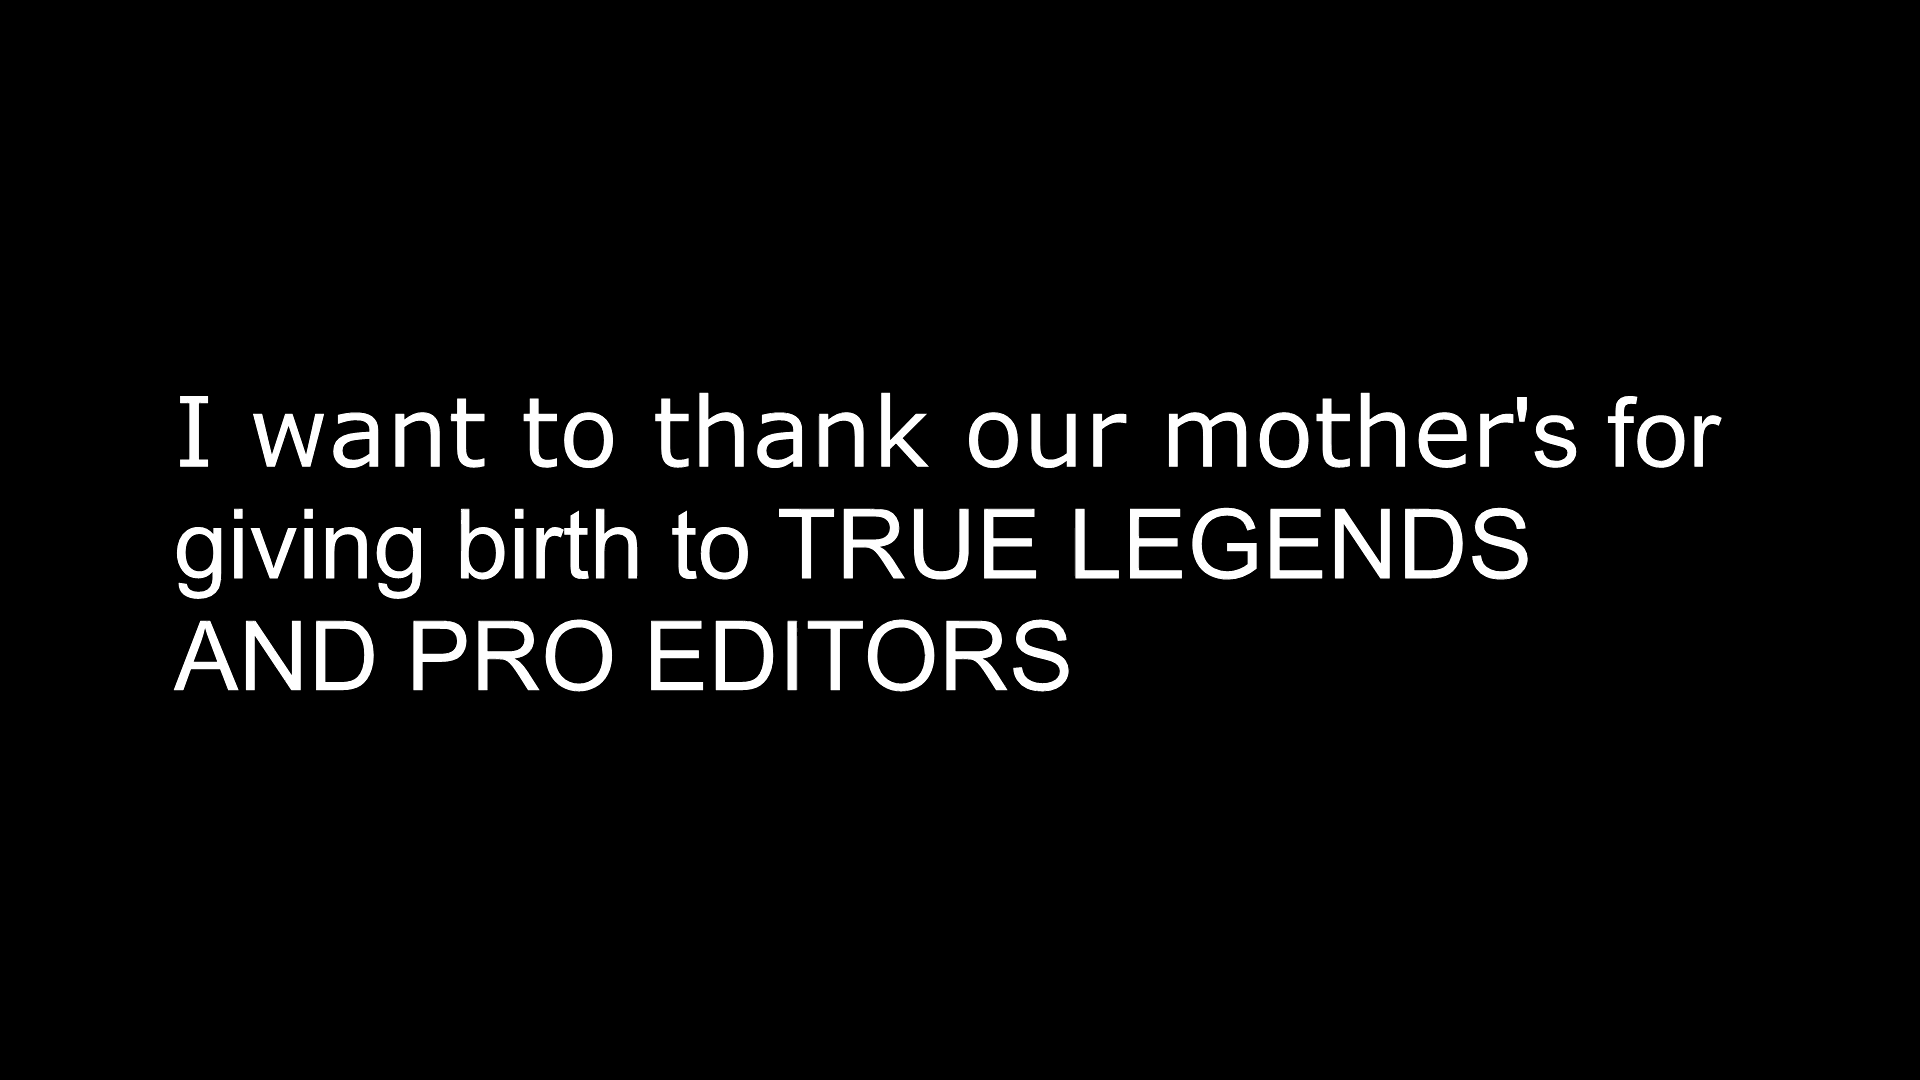 I want to thank our mother's for
giving birth to TRUE LEGENDS
AND PRO EDITORS